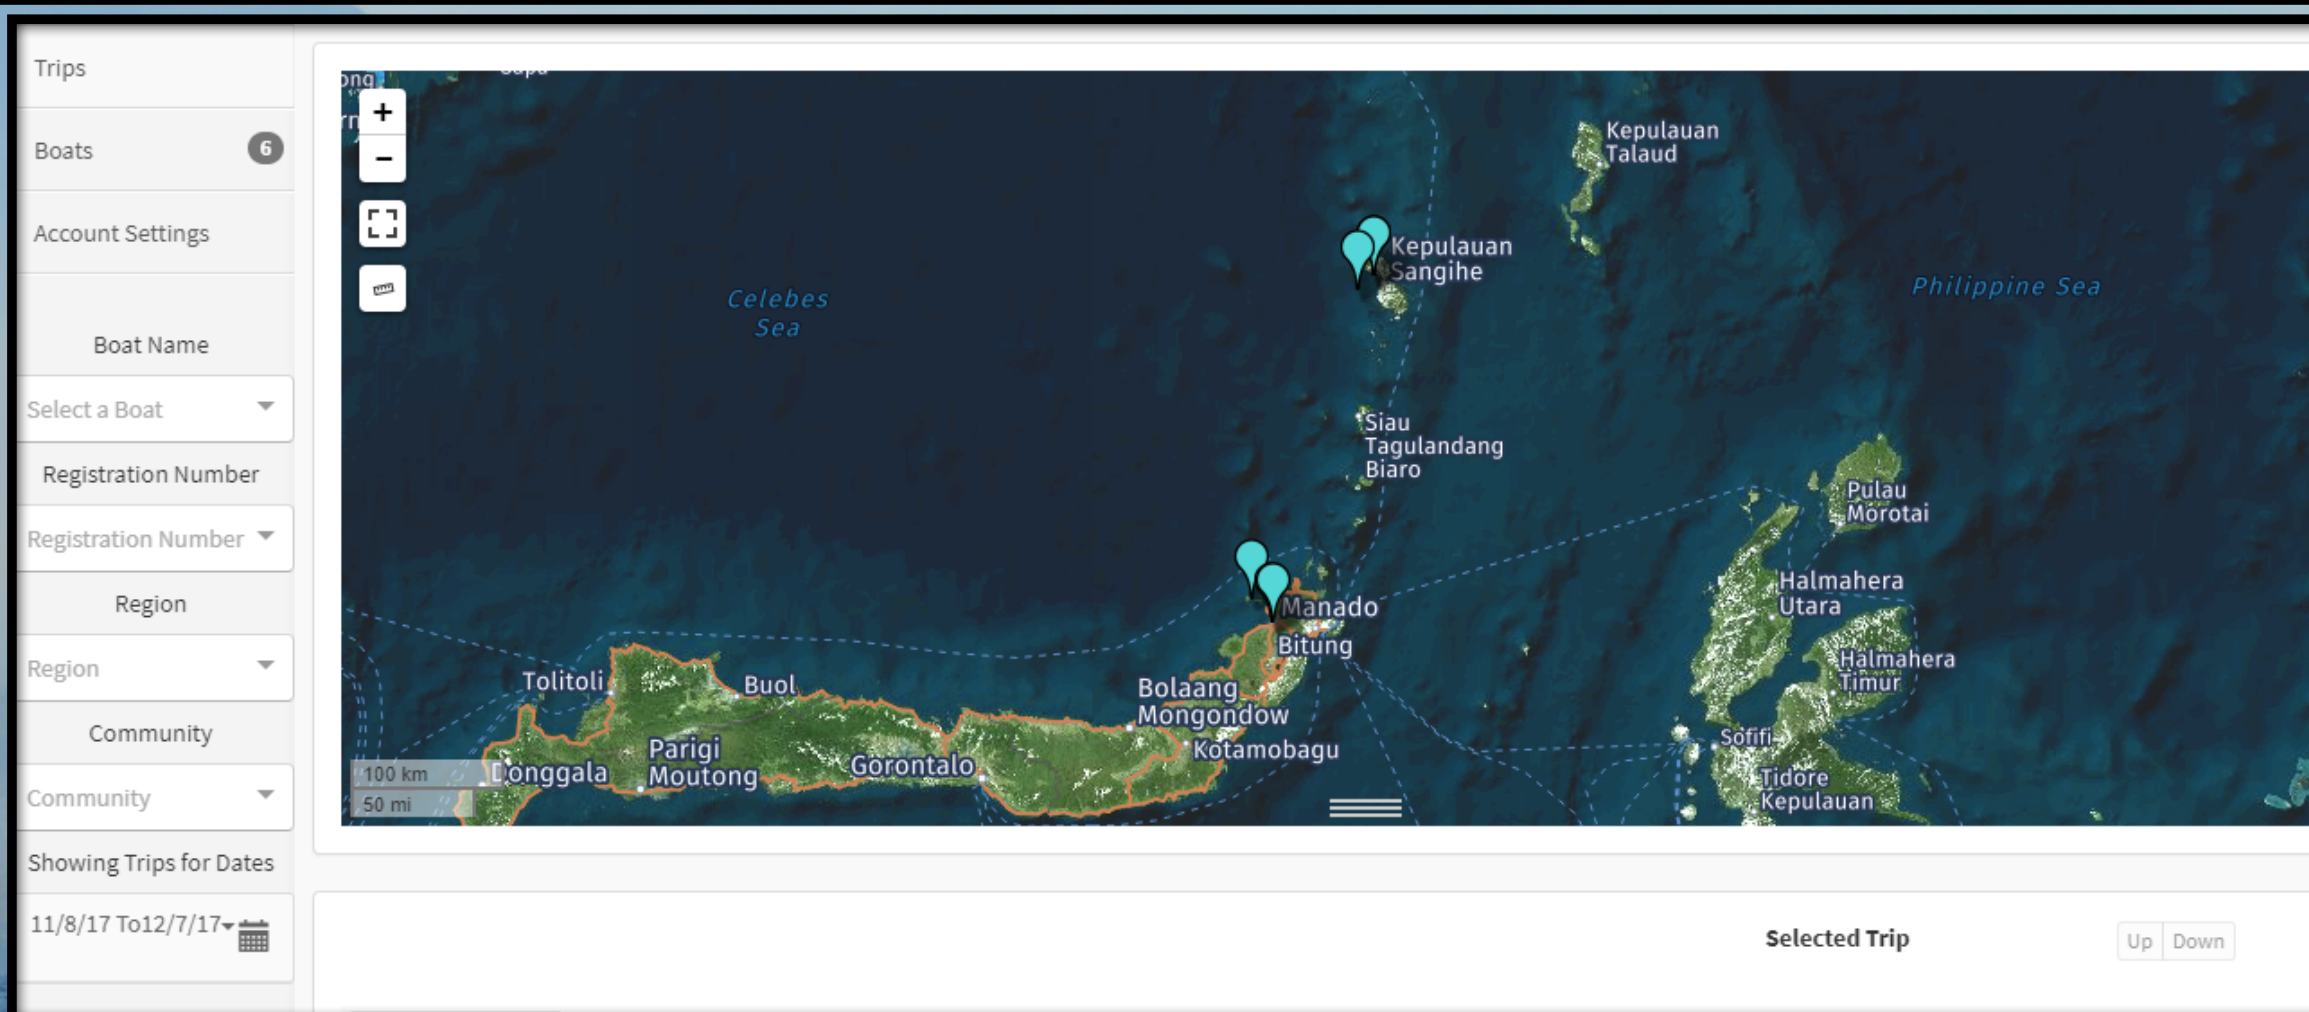 Trips
Boats
6
Account Settings
Boat Name
Select a Boat
Registration Number
Registration Number
Region
Region
Community
Community
Showing Trips for Dates
11/8/17 To12/7/17
+
−
Kepulauan
Talaud
Kepulauan
Sangihe
Celebes
Sea
Philippine Sea
Siau
Tagulandang
Biaro
Pulau
Morotai
Halmahera
Utara
Manado
Bitung
Halmahera
Timur
Tolitoli
Buol
Bolaang
Mongondow
Kotamobagu
Sofifi
Parigi
Moutong
Gorontalo
Donggala
Tidore
Kepulauan
100 km
50 mi
Selected Trip
Up
Down